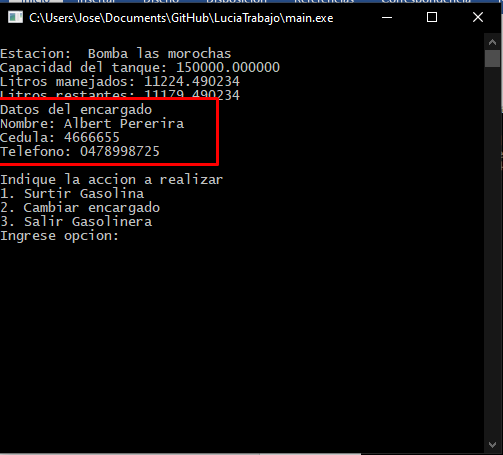 C:\Users\Jose\Documents\GitHub\LuciaTrabajo\main.exe
Estacion:  Bomba las morochas
Capacidad del tanque: 150000.000000
Litros manejados: 11224.490234
Litros restantes: 11179.490234
Datos del encargado
Nombre: Albert Pererira
Cedula: 4666655
Telefono: 0478998725
Indique la accion a realizar
1. Surtir Gasolina
2. Cambiar encargado
3. Salir Gasolinera
Ingrese opcion: